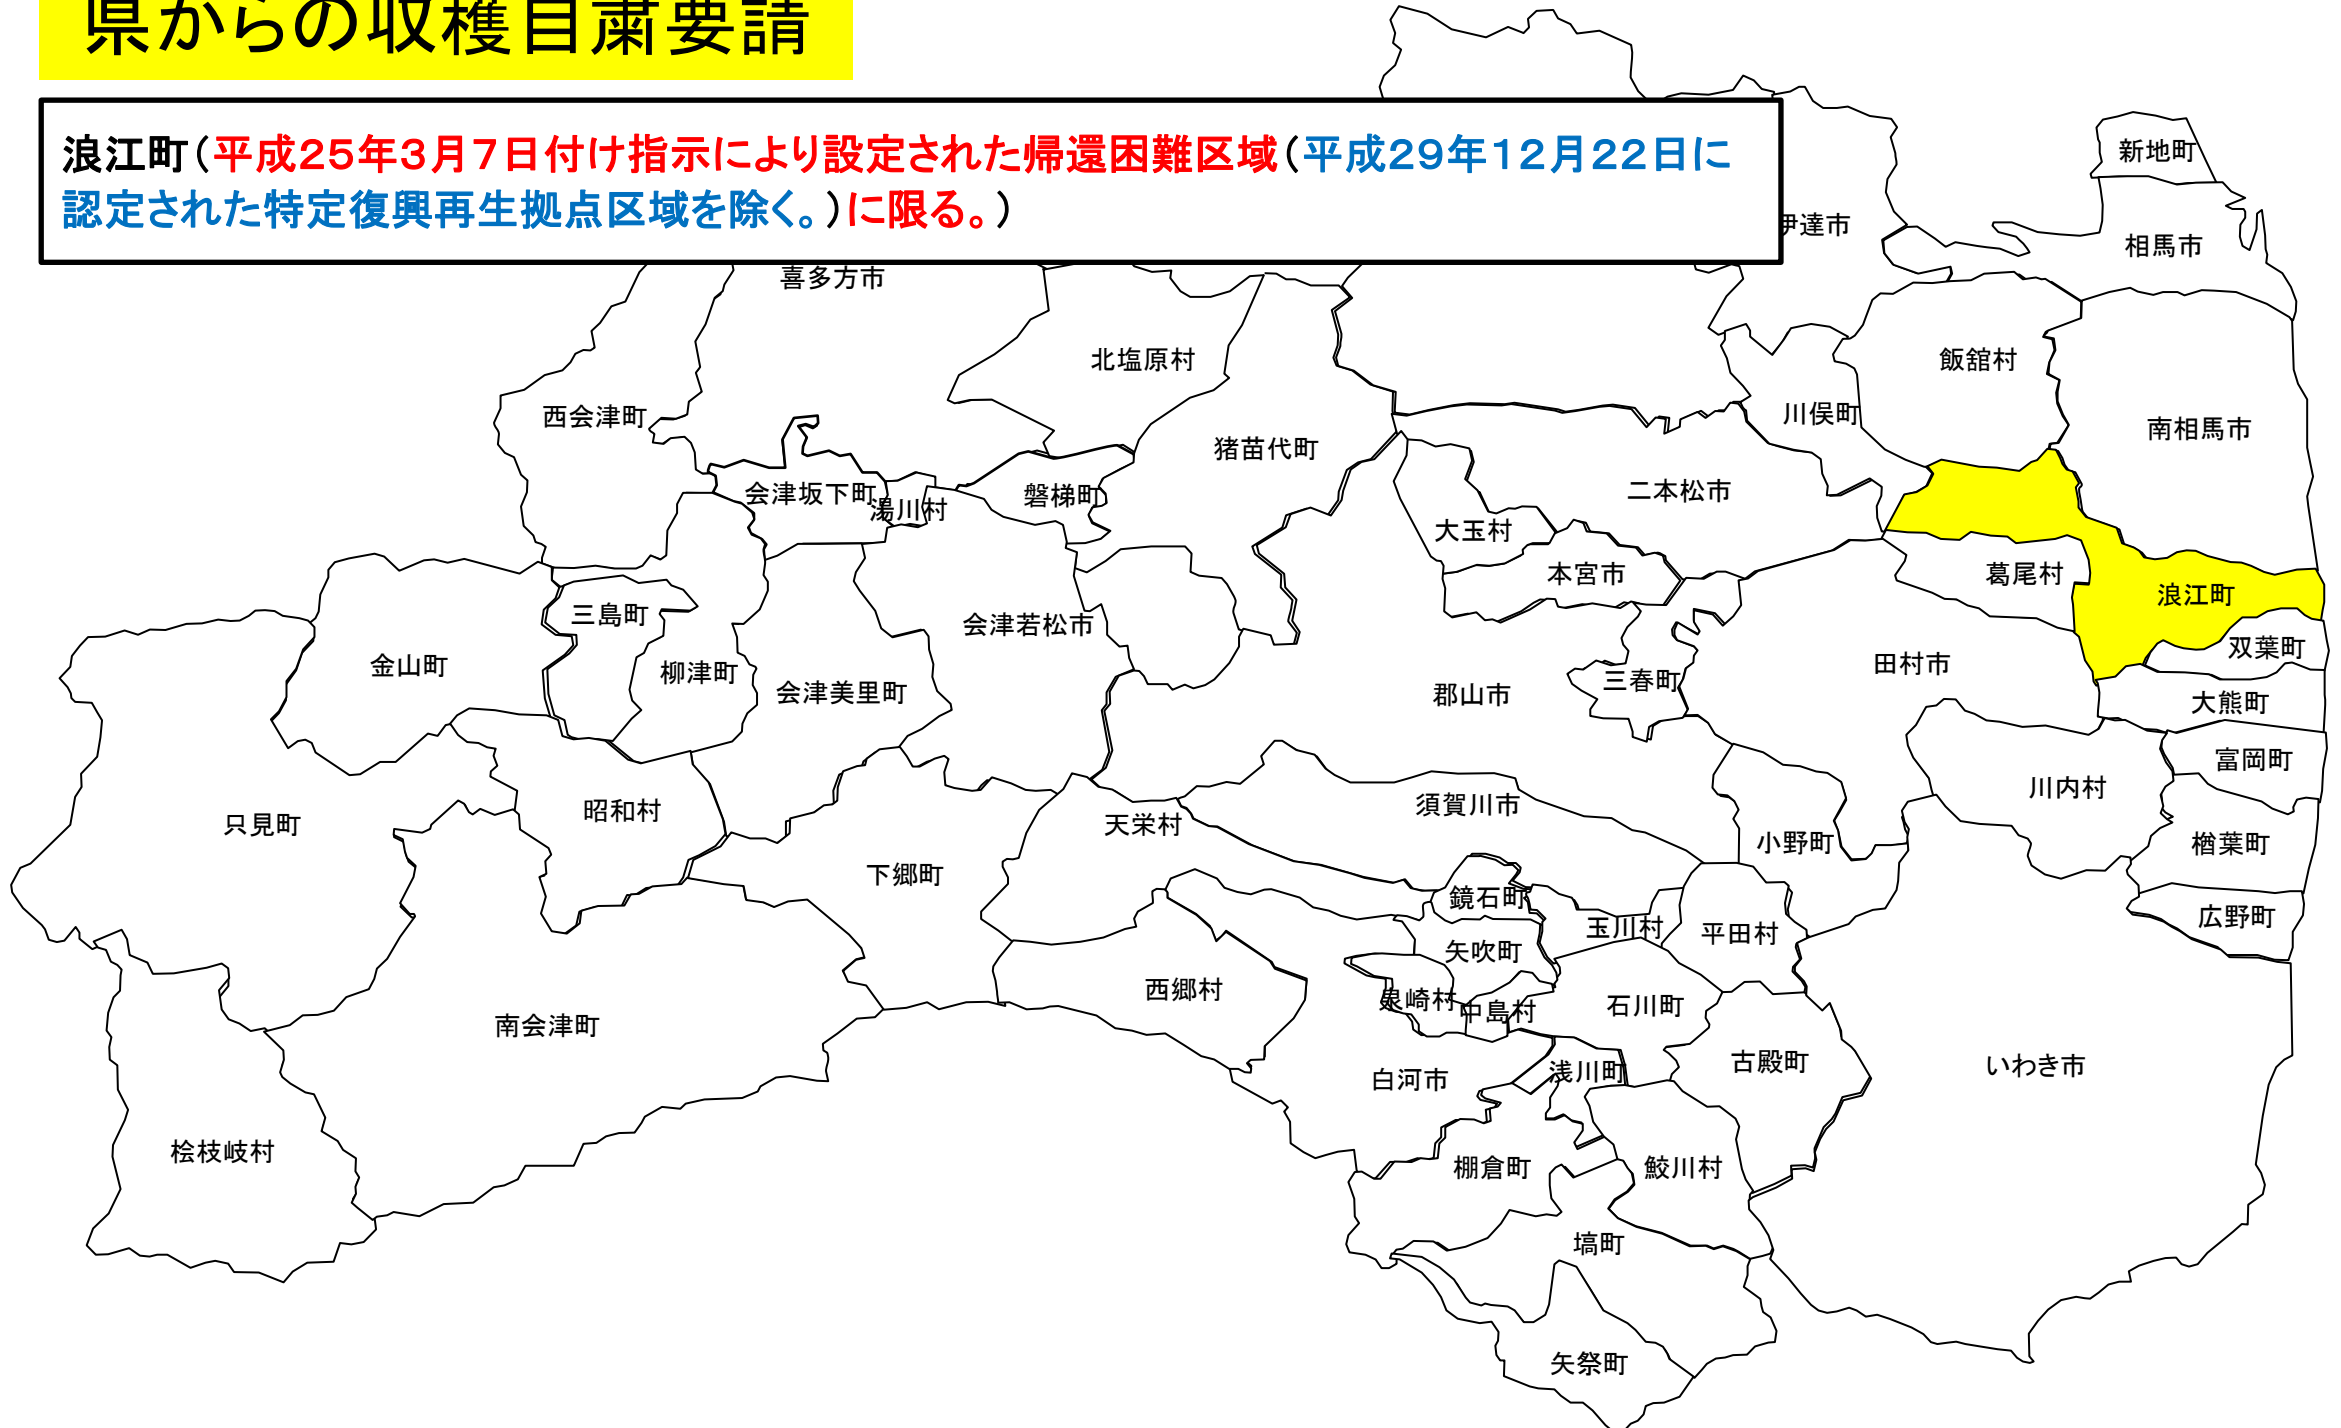 県からの収穫自粛要請
浪江町（平成２５年３月７日付け指示により設定された帰還困難区域（平成２９年１２月２２日に
認定された特定復興再生拠点区域を除く。）に限る。）
新地町
伊達市
相馬市
喜多方市
北塩原村
飯舘村
西会津町
川俣町
南相馬市
猪苗代町
会津坂下町
湯川村
磐梯町
二本松市
大玉村
本宮市
葛尾村
浪江町
三島町
会津若松市
双葉町
金山町
柳津町
会津美里町
郡山市
三春町
田村市
大熊町
富岡町
川内村
只見町
昭和村
天栄村
須賀川市
小野町
楢葉町
下郷町
鏡石町
玉川村
平田村
広野町
矢吹町
西郷村
泉崎村
中島村
石川町
南会津町
古殿町
いわき市
白河市
浅川町
桧枝岐村
棚倉町
鮫川村
塙町
矢祭町